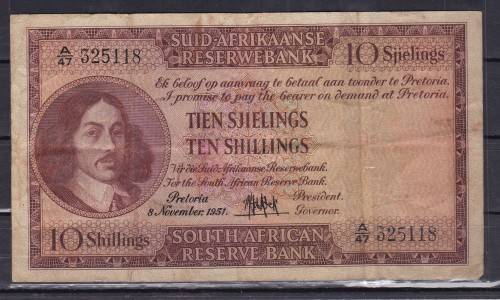 SUID-AFRIKAANSE
RESERWEBANK
A/47 325118
10 Sjielings
Ek beloof op aanvraag te betaal aan toonder te Pretoria.
I promise to pay the bearer on demand at Pretoria.
TIEN SJIELINGS
TEN SHILLINGS
Vir die Suid-Afrikaanse Reserwebank.
For the South African Reserve Bank.
Pretoria
8 November. 1951.
President.
Governor.
10 Shillings
SOUTH AFRICAN
RESERVE BANK
A/47 325118